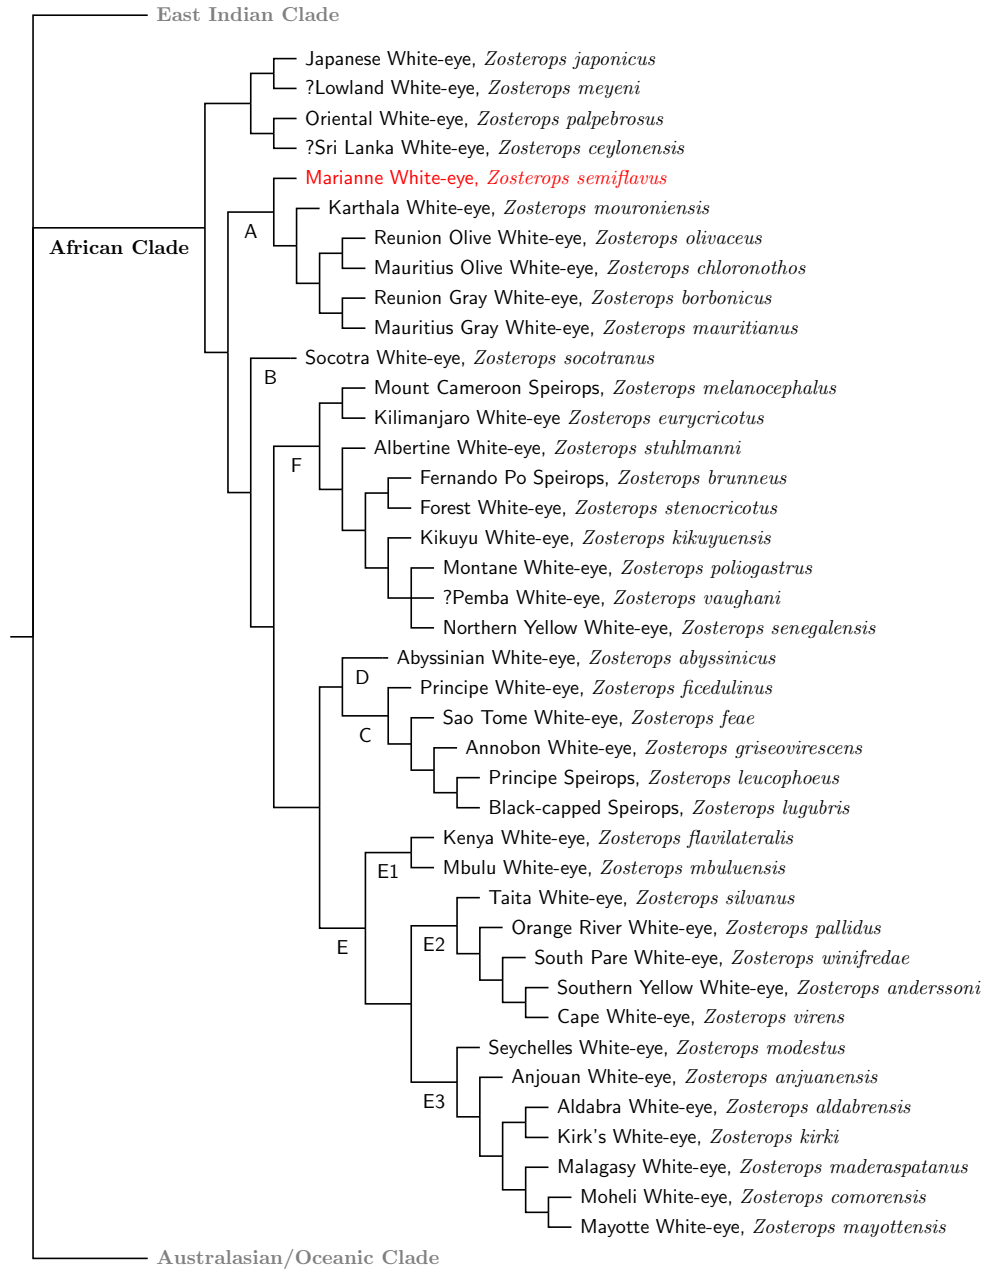 East Indian Clade
Japanese White-eye, Zosterops japonicus
?Lowland White-eye, Zosterops meyeni
Oriental White-eye, Zosterops palpebrosus
?Sri Lanka White-eye, Zosterops ceylonensis
Marianne White-eye, Zosterops semiflavus
Karthala White-eye, Zosterops mouroniensis
A
Reunion Olive White-eye, Zosterops olivaceus
African Clade
Mauritius Olive White-eye, Zosterops chloronothos
Reunion Gray White-eye, Zosterops borbonicus
Mauritius Gray White-eye, Zosterops mauritianus
Socotra White-eye, Zosterops socotranus
B
Mount Cameroon Speirops, Zosterops melanocephalus
Kilimanjaro White-eye Zosterops eurycricotus
Albertine White-eye, Zosterops stuhlmanni
F
Fernando Po Speirops, Zosterops brunneus
Forest White-eye, Zosterops stenocricotus
Kikuyu White-eye, Zosterops kikuyuensis
Montane White-eye, Zosterops poliogastrus
?Pemba White-eye, Zosterops vaughani
Northern Yellow White-eye, Zosterops senegalensis
Abyssinian White-eye, Zosterops abyssinicus
D
Principe White-eye, Zosterops ficedulinus
Sao Tome White-eye, Zosterops feae
C
Annobon White-eye, Zosterops griseovirescens
Principe Speirops, Zosterops leucophoeus
Black-capped Speirops, Zosterops lugubris
Kenya White-eye, Zosterops flavilateralis
Mbulu White-eye, Zosterops mbuluensis
E1
Taita White-eye, Zosterops silvanus
Orange River White-eye, Zosterops pallidus
E2
E
South Pare White-eye, Zosterops winifredae
Southern Yellow White-eye, Zosterops anderssoni
Cape White-eye, Zosterops virens
Seychelles White-eye, Zosterops modestus
Anjouan White-eye, Zosterops anjuanensis
E3
Aldabra White-eye, Zosterops aldabrensis
Kirk's White-eye, Zosterops kirki
Malagasy White-eye, Zosterops maderaspatanus
Moheli White-eye, Zosterops comorensis
Mayotte White-eye, Zosterops mayottensis
Australasian/Oceanic Clade